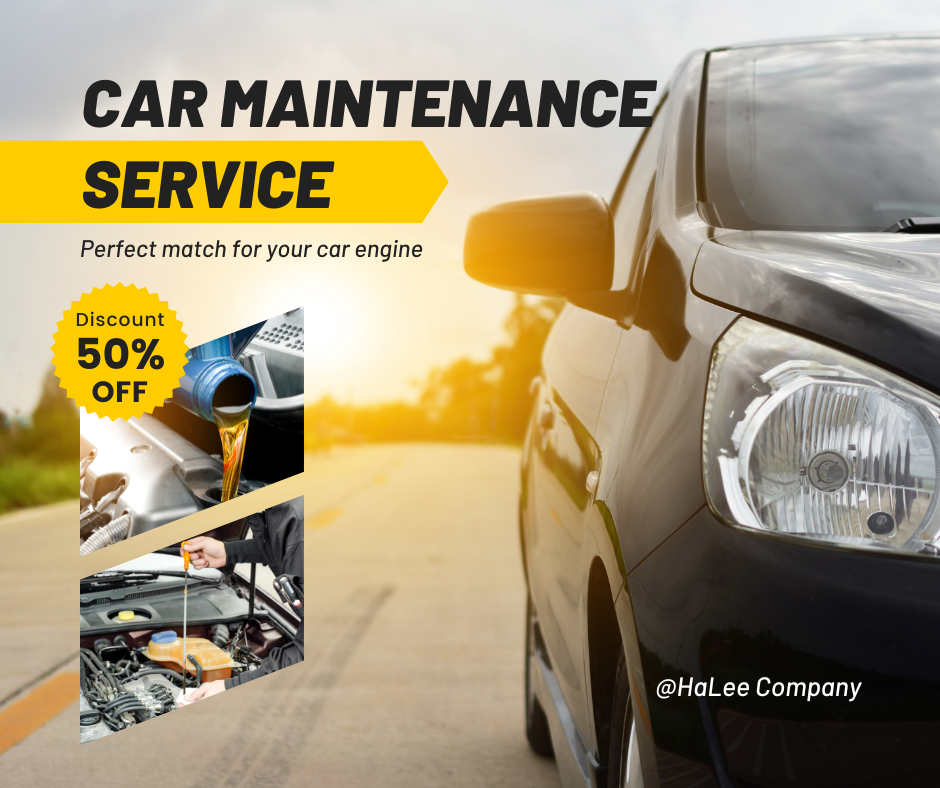 CAR MAINTENANCE
SERVICE
Perfect match for your car engine
Discount
50%
OFF
@HaLee Company